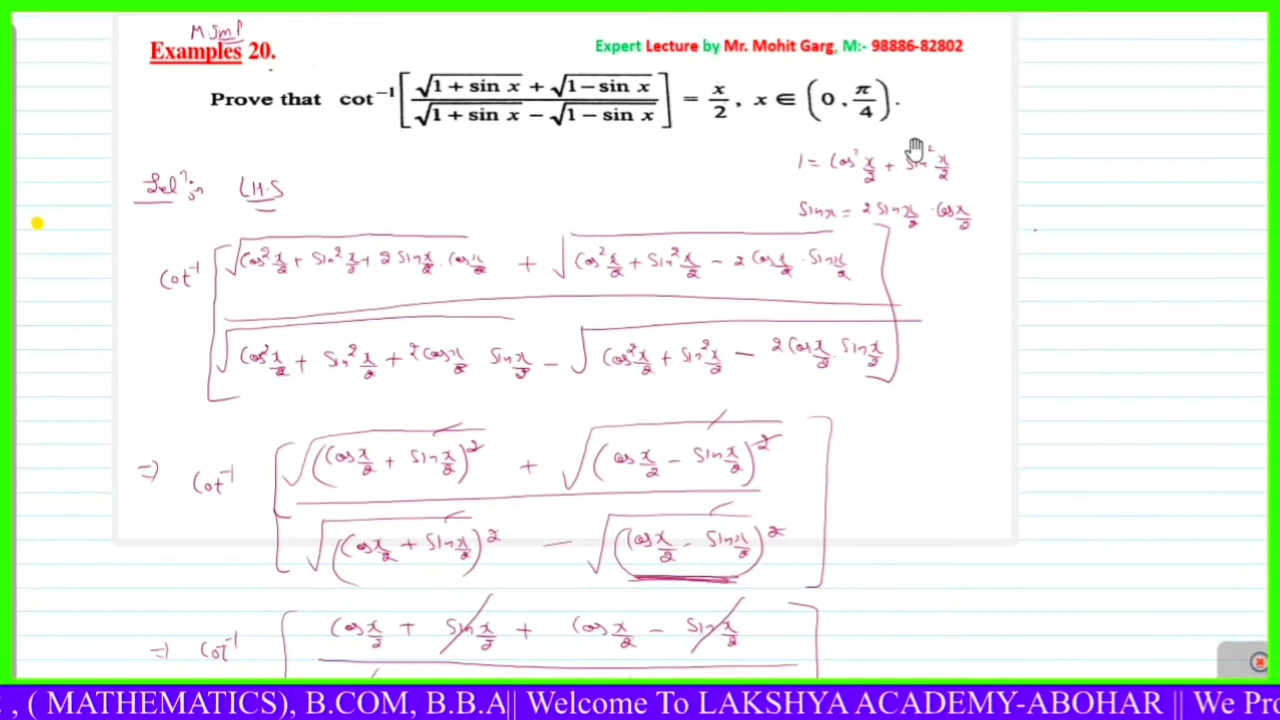 M. Imp
Examples 20.
Expert Lecture by Mr. Mohit Garg, M:- 98886-82802
Prove that cot⁻¹[(√(1 + sin x) + √(1 − sin x)) / (√(1 + sin x) − √(1 − sin x))] = x/2, x ∈ (0, π/4).
1 = Cos² x/2 + Sin² x/2
Solⁿ:
L.H.S
Sin x = 2 Sin x/2 · Cos x/2
Cot⁻¹ [ √(Cos² x/2 + Sin² x/2 + 2 Sin x/2 · Cos x/2) + √(Cos² x/2 + Sin² x/2 − 2 Cos x/2 · Sin x/2)
√(Cos² x/2 + Sin² x/2 + 2 Cos x/2 Sin x/2) − √(Cos² x/2 + Sin² x/2 − 2 Cos x/2 · Sin x/2) ]
⇒ Cot⁻¹ [ √(Cos x/2 + Sin x/2)² + √(Cos x/2 − Sin x/2)²
√(Cos x/2 + Sin x/2)² − √(Cos x/2 − Sin x/2)² ]
⇒ Cot⁻¹ [ Cos x/2 + Sin x/2 + Cos x/2 − Sin x/2
, ( MATHEMATICS), B.COM, B.B.A|| Welcome To LAKSHYA ACADEMY-ABOHAR || We Pro